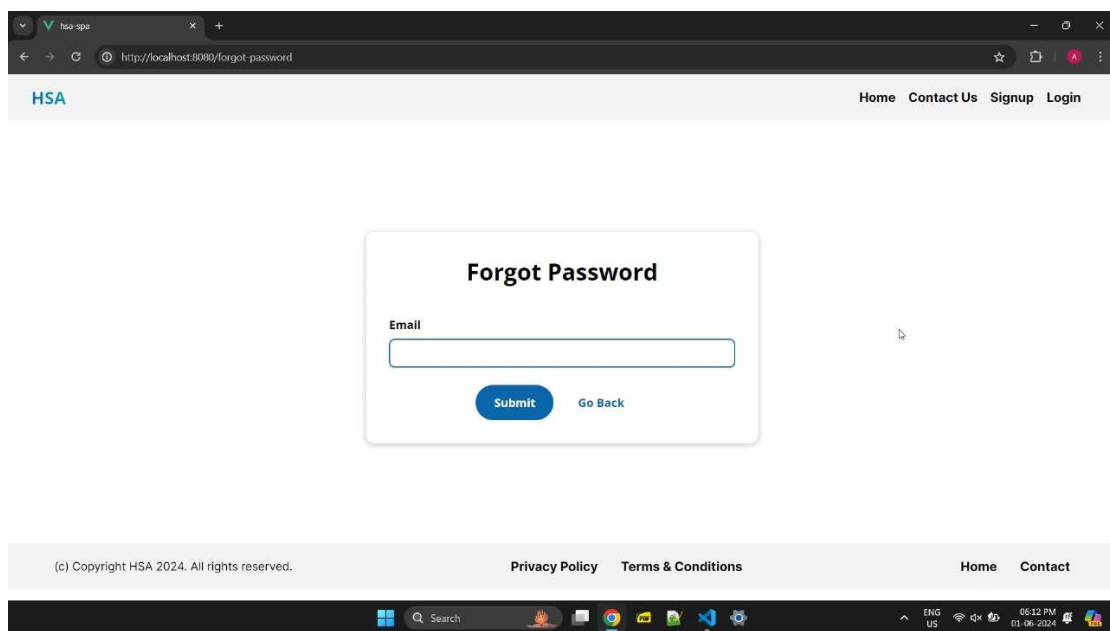 hsa-spa
http://localhost:8080/forgot-password
A
HSA
Home Contact Us Signup Login
Forgot Password
Email
Submit Go Back
(c) Copyright HSA 2024. All rights reserved.
Privacy Policy Terms & Conditions
Home Contact
Search
ENG
US
06:12 PM
01-06-2024